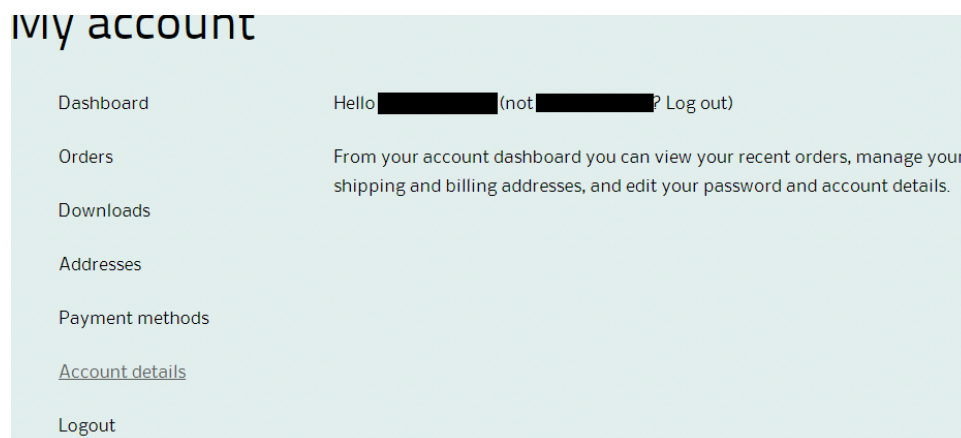 My account
Dashboard
Orders
Downloads
Addresses
Payment methods
Account details
Logout
Hello (not ? Log out)
From your account dashboard you can view your recent orders, manage your
shipping and billing addresses, and edit your password and account details.